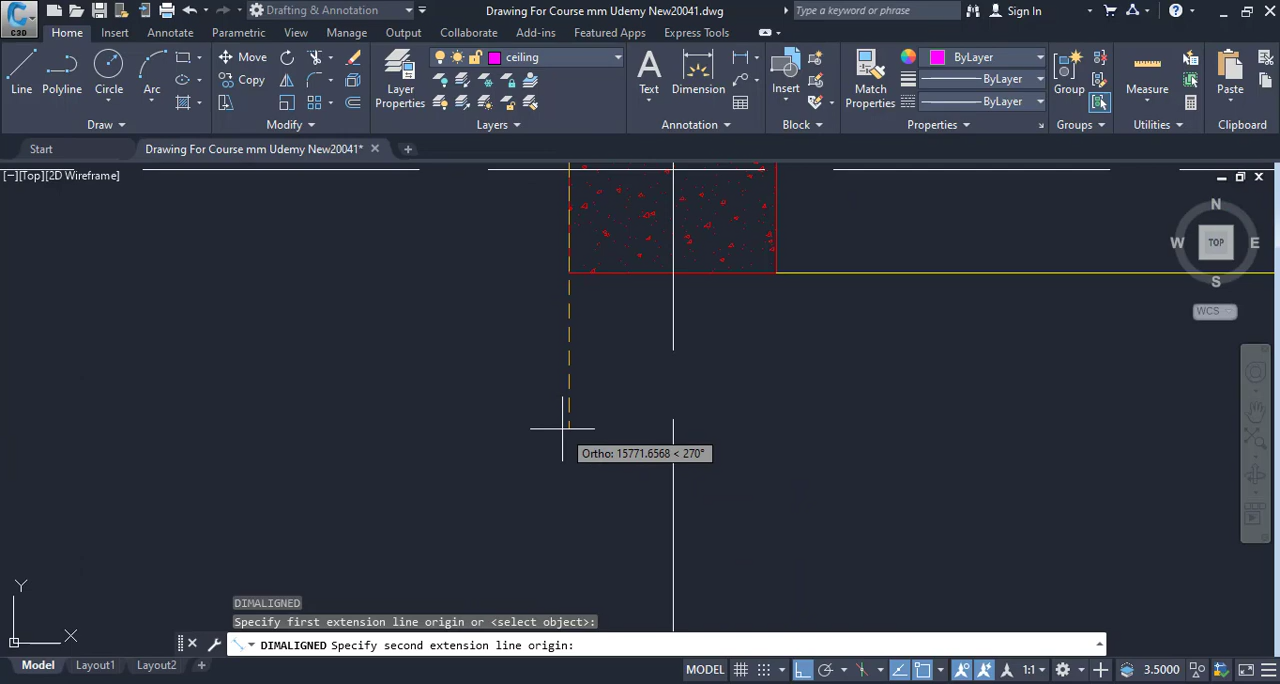 C3D
Drafting & Annotation
Drawing For Course mm Udemy New20041.dwg
Type a keyword or phrase
Sign In
Home
Insert
Annotate
Parametric
View
Manage
Output
Collaborate
Add-ins
Featured Apps
Express Tools
Line
Polyline
Circle
Arc
Move
Copy
Layer
Properties
ceiling
Text
Dimension
Insert
Match
Properties
ByLayer
ByLayer
ByLayer
Group
Measure
Paste
Draw
Modify
Layers
Annotation
Block
Properties
Groups
Utilities
Clipboard
Start
Drawing For Course mm Udemy New20041*
[−][Top][2D Wireframe]
N
W
TOP
E
S
WCS
Ortho: 15771.6568 < 270°
Y
X
DIMALIGNED
Specify first extension line origin or <select object>:
DIMALIGNED Specify second extension line origin:
Model
Layout1
Layout2
MODEL
1:1
3.5000